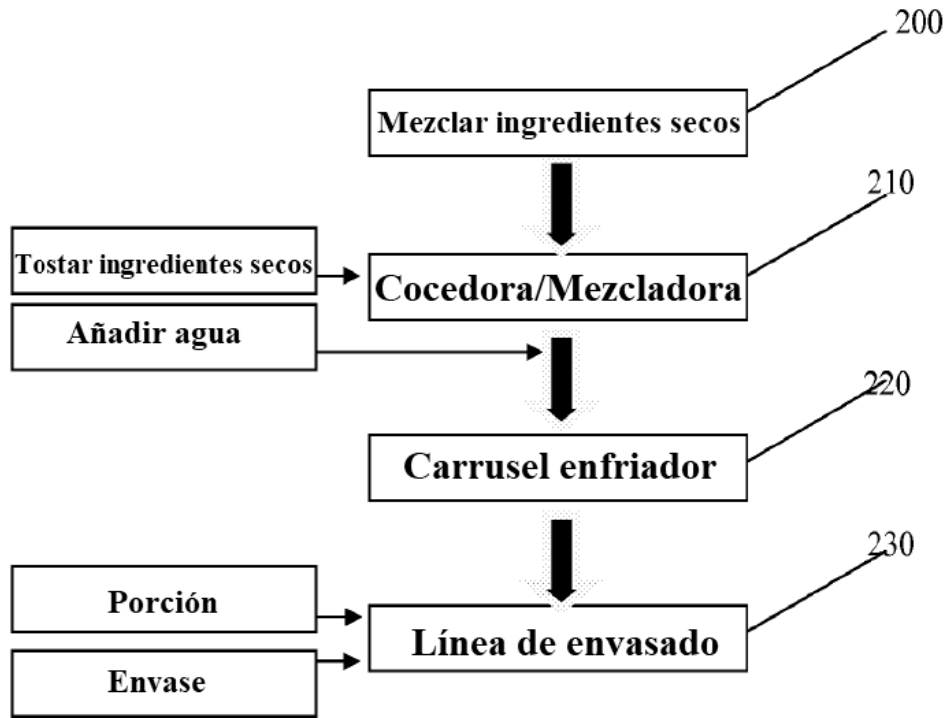 200
Mezclar ingredientes secos
210
Tostar ingredientes secos
Cocedora/Mezcladora
Añadir agua
220
Carrusel enfriador
230
Porción
Línea de envasado
Envase